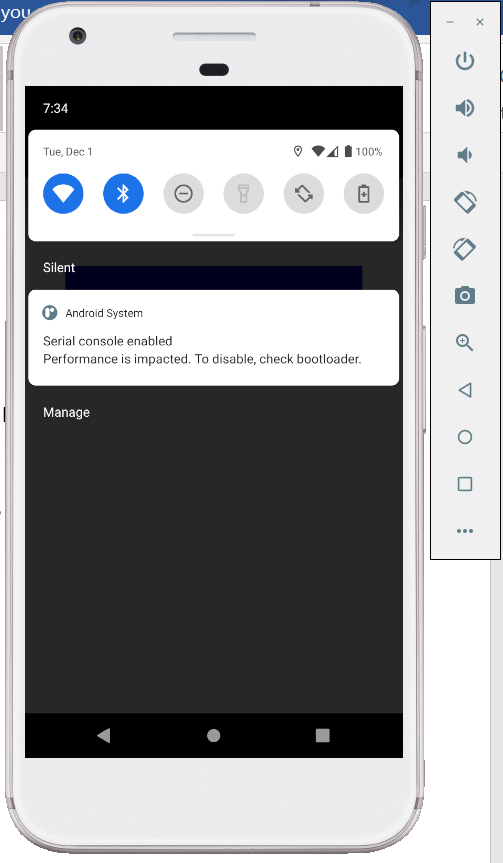 you
7:34
Tue, Dec 1
100%
Silent
Android System
Serial console enabled
Performance is impacted. To disable, check bootloader.
Manage